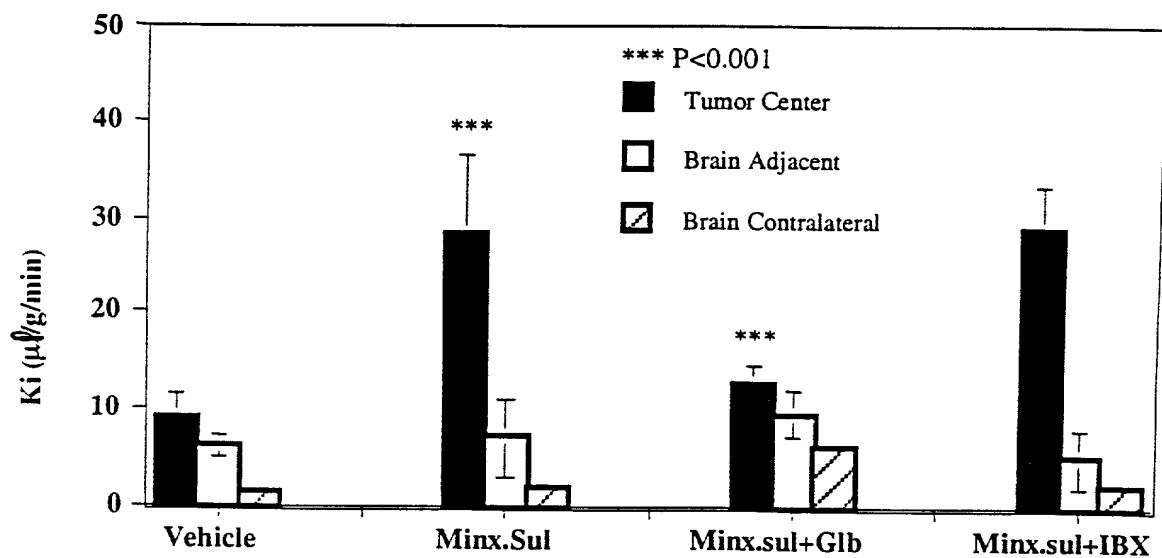 50
40
30
20
10
0
Ki (µℓ/g/min)
*** P<0.001
Tumor Center
Brain Adjacent
Brain Contralateral
***
***
Vehicle
Minx.Sul
Minx.sul+Glb
Minx.sul+IBX